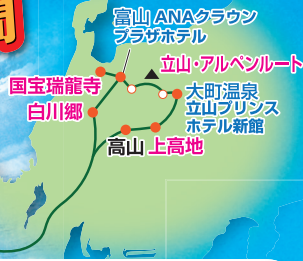 間
富山 ANAクラウン
プラザホテル
立山・アルペンルート
国宝瑞龍寺
大町温泉
立山プリンス
ホテル新館
白川郷
高山 上高地